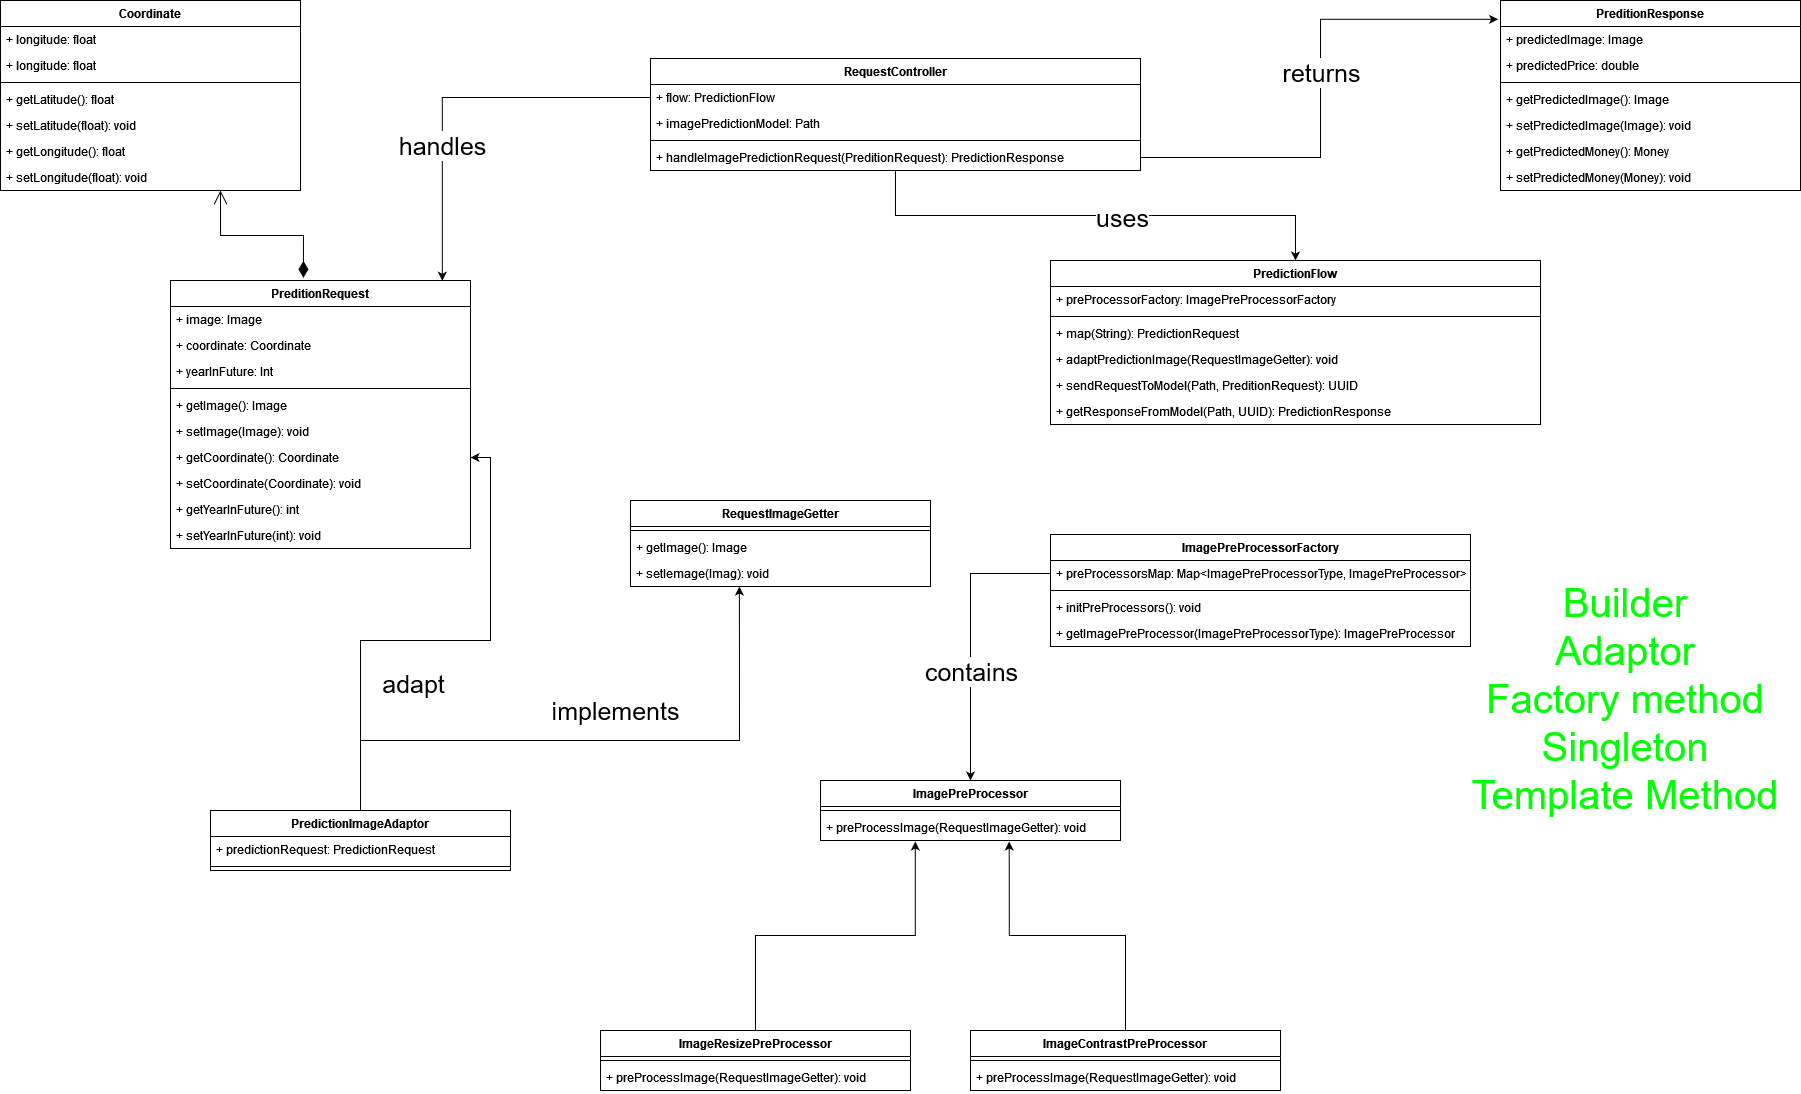 Coordinate
+ longitude: float
+ longitude: float
+ getLatitude(): float
+ setLatitude(float): void
+ getLongitude(): float
+ setLongitude(float): void
RequestController
+ flow: PredictionFlow
+ imagePredictionModel: Path
+ handleImagePredictionRequest(PreditionRequest): PredictionResponse
PreditionResponse
+ predictedImage: Image
+ predictedPrice: double
+ getPredictedImage(): Image
+ setPredictedImage(Image): void
+ getPredictedMoney(): Money
+ setPredictedMoney(Money): void
returns
handles
uses
PreditionRequest
+ image: Image
+ coordinate: Coordinate
+ yearInFuture: Int
+ getImage(): Image
+ setImage(Image): void
+ getCoordinate(): Coordinate
+ setCoordinate(Coordinate): void
+ getYearInFuture(): int
+ setYearInFuture(int): void
PredictionFlow
+ preProcessorFactory: ImagePreProcessorFactory
+ map(String): PredictionRequest
+ adaptPredictionImage(RequestImageGetter): void
+ sendRequestToModel(Path, PreditionRequest): UUID
+ getResponseFromModel(Path, UUID): PredictionResponse
RequestImageGetter
+ getImage(): Image
+ setIemage(Imag): void
ImagePreProcessorFactory
+ preProcessorsMap: Map<ImagePreProcessorType, ImagePreProcessor>
+ initPreProcessors(): void
+ getImagePreProcessor(ImagePreProcessorType): ImagePreProcessor
Builder
Adaptor
Factory method
Singleton
Template Method
adapt
implements
contains
PredictionImageAdaptor
+ predictionRequest: PredictionRequest
ImagePreProcessor
+ preProcessImage(RequestImageGetter): void
ImageResizePreProcessor
+ preProcessImage(RequestImageGetter): void
ImageContrastPreProcessor
+ preProcessImage(RequestImageGetter): void